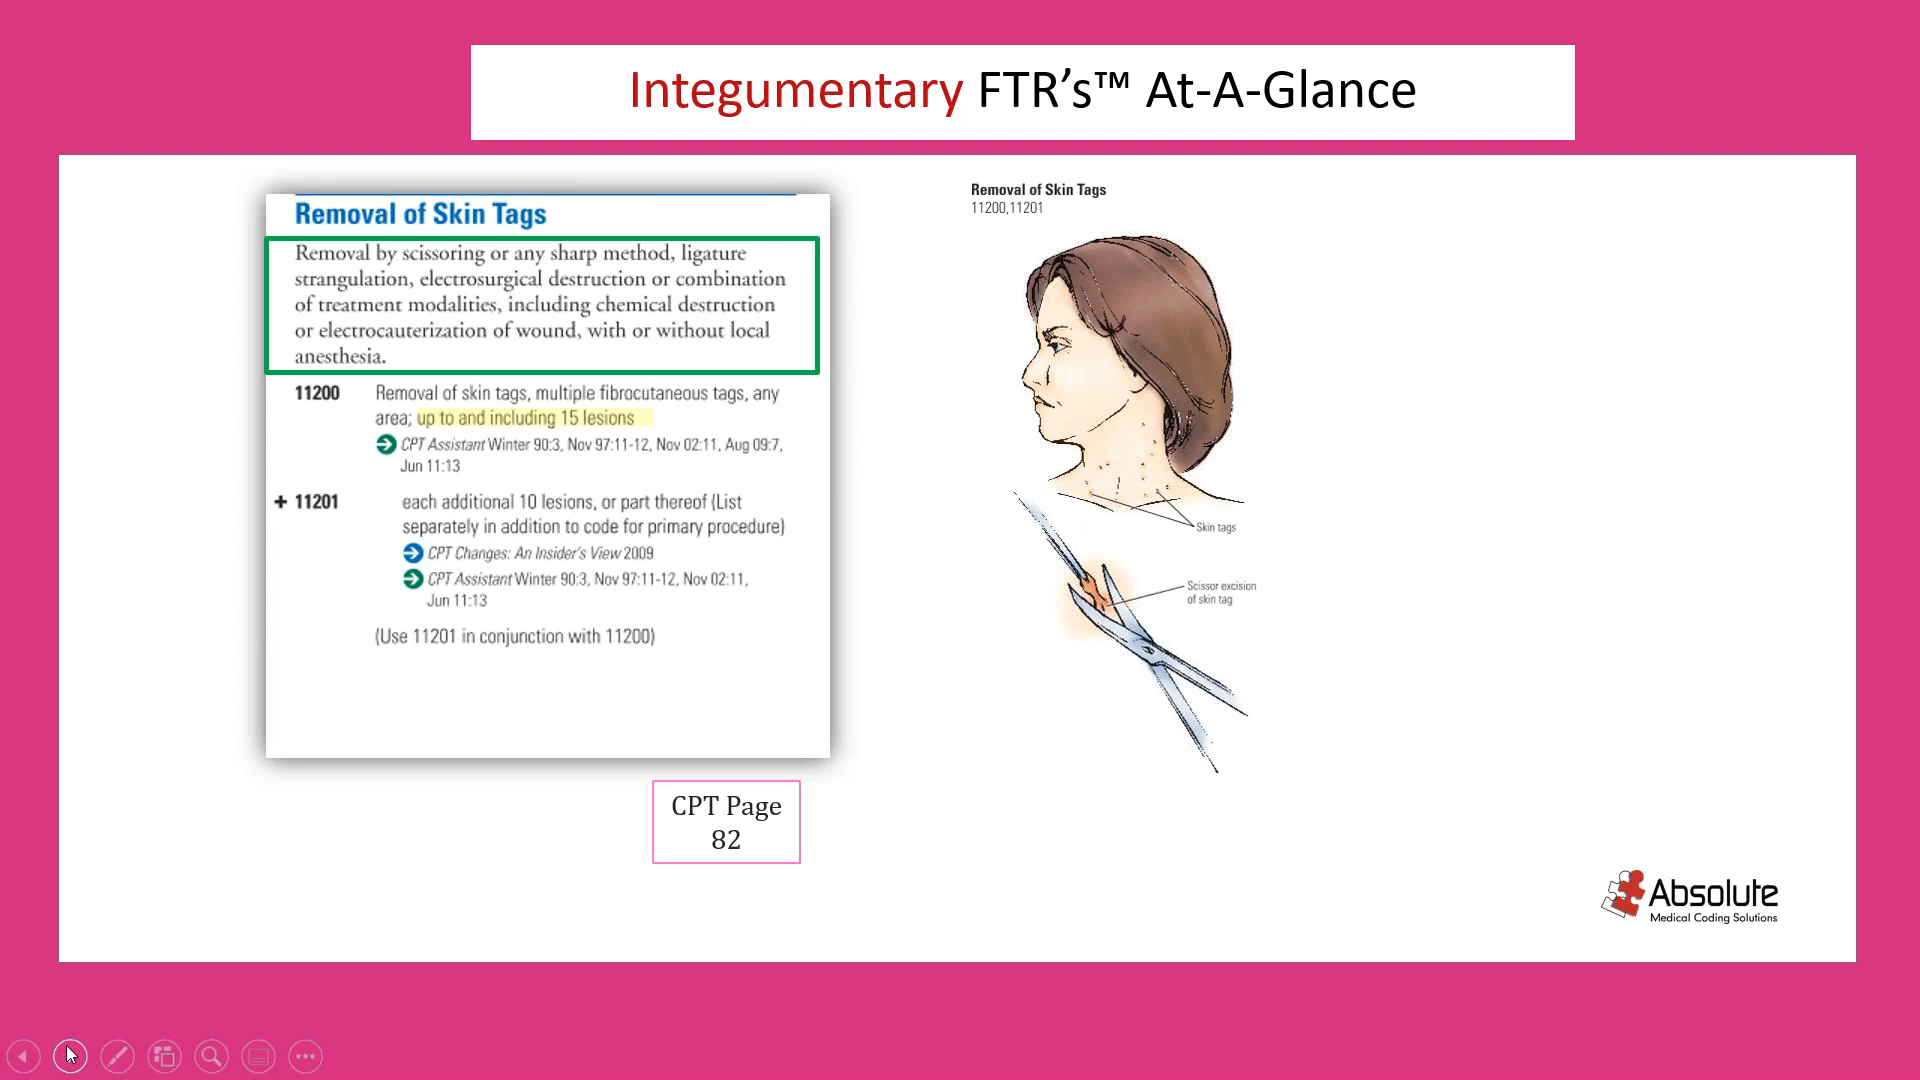 Integumentary FTR’s™ At-A-Glance
Removal of Skin Tags
Removal by scissoring or any sharp method, ligature
strangulation, electrosurgical destruction or combination
of treatment modalities, including chemical destruction
or electrocauterization of wound, with or without local
anesthesia.
11200 Removal of skin tags, multiple fibrocutaneous tags, any
area; up to and including 15 lesions
CPT Assistant Winter 90:3, Nov 97:11-12, Nov 02:11, Aug 09:7,
Jun 11:13
+ 11201 each additional 10 lesions, or part thereof (List
separately in addition to code for primary procedure)
CPT Changes: An Insider's View 2009
CPT Assistant Winter 90:3, Nov 97:11-12, Nov 02:11,
Jun 11:13
(Use 11201 in conjunction with 11200)
CPT Page
82
Removal of Skin Tags
11200,11201
Skin tags
Scissor excision
of skin tag
Absolute
Medical Coding Solutions